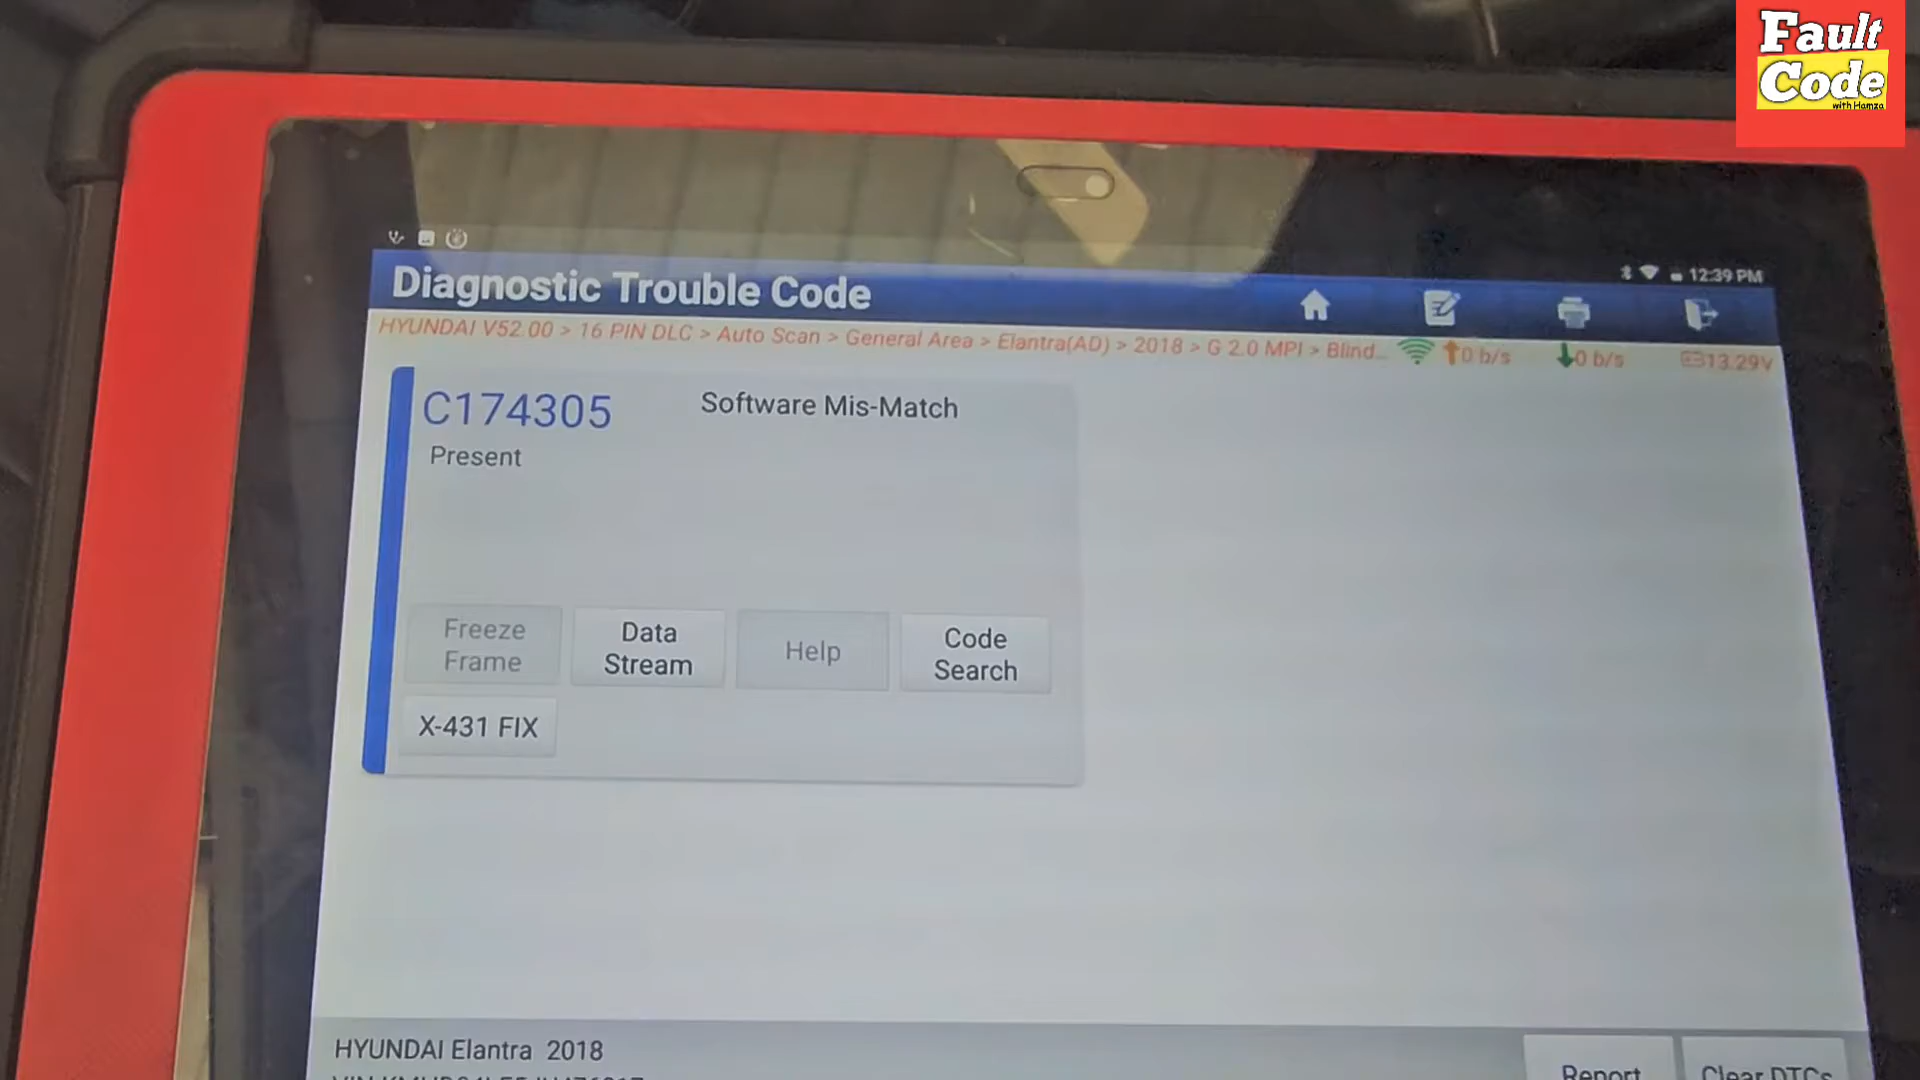 Fault
Code
with Hamza
12:39 PM
Diagnostic Trouble Code
HYUNDAI V52.00 > 16 PIN DLC > Auto Scan > General Area > Elantra(AD) > 2018 > G 2.0 MPI > Blind...
0 b/s
0 b/s
13.29V
C174305
Software Mis-Match
Present
Freeze
Frame
Data
Stream
Help
Code
Search
X-431 FIX
HYUNDAI Elantra 2018
Report
Clear DTCs